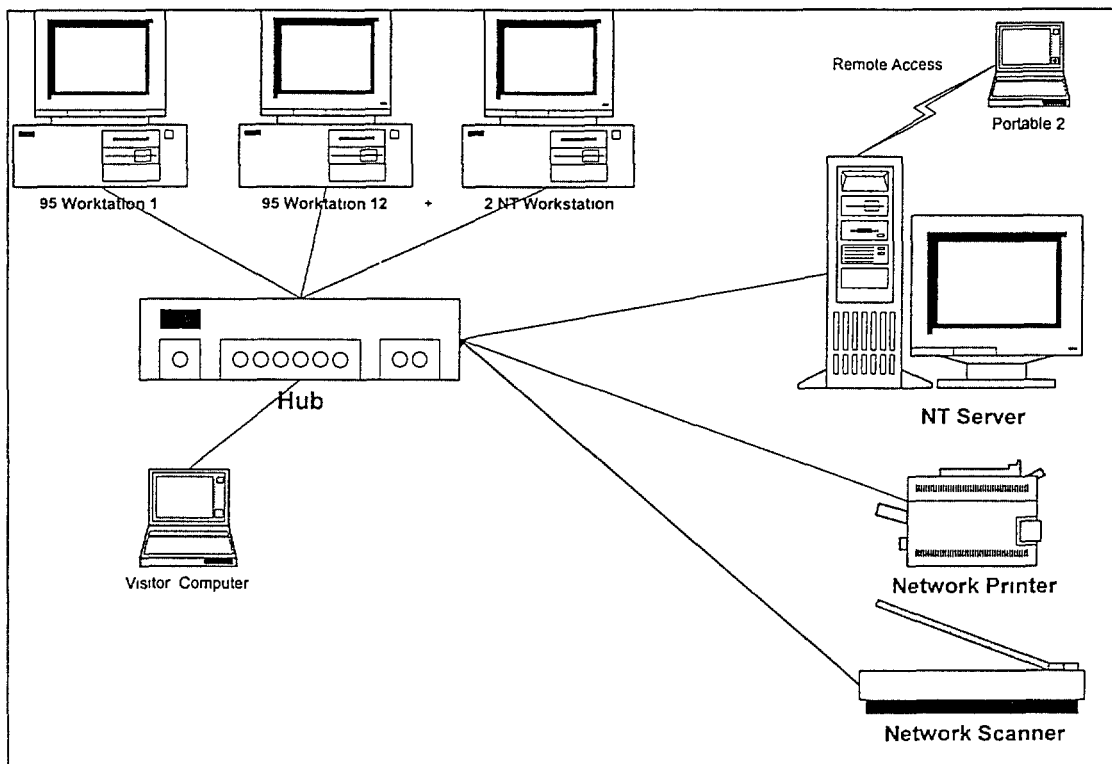 Remote Access
Portable 2
95 Worktation 1
95 Worktation 12 + 2 NT Workstation
Hub
NT Server
Visitor Computer
Network Printer
Network Scanner